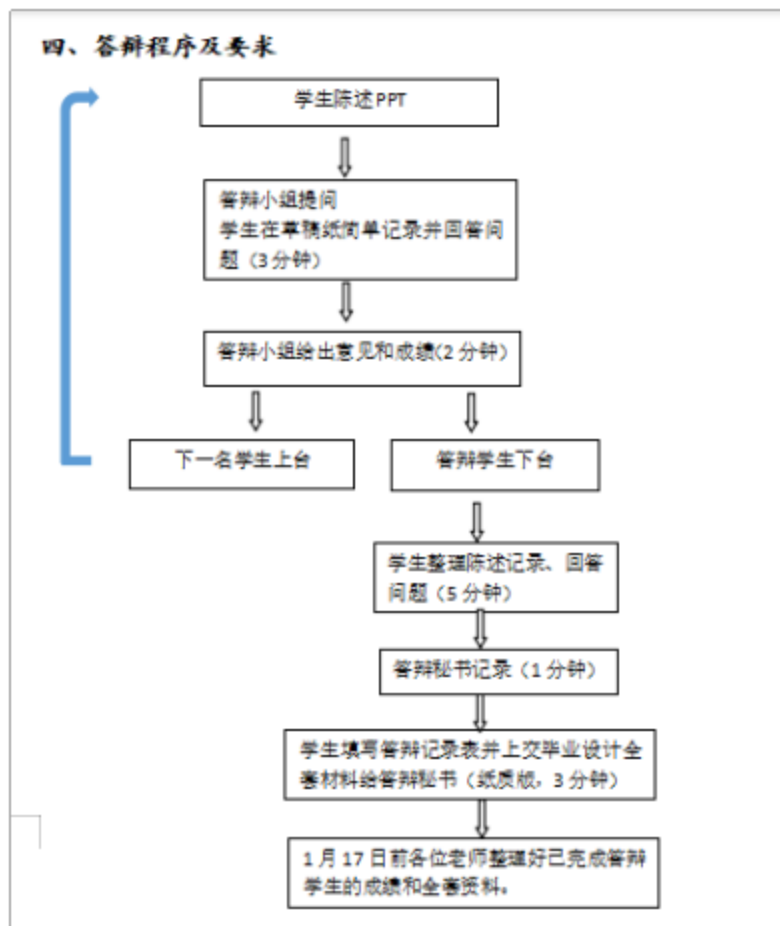 四、答辩程序及要求
学生陈述PPT
答辩小组提问
学生在草稿纸简单记录并回答问
题（3分钟）
答辩小组给出意见和成绩(2分钟）
下一名学生上台
答辩学生下台
学生整理陈述记录、回答
问题（5分钟）
答辩秘书记录（1分钟）
学生填写答辩记录表并上交毕业设计全
套材料给答辩秘书（纸质版，3分钟）
1月17日前各位老师整理好已完成答辩
学生的成绩和全套资料。